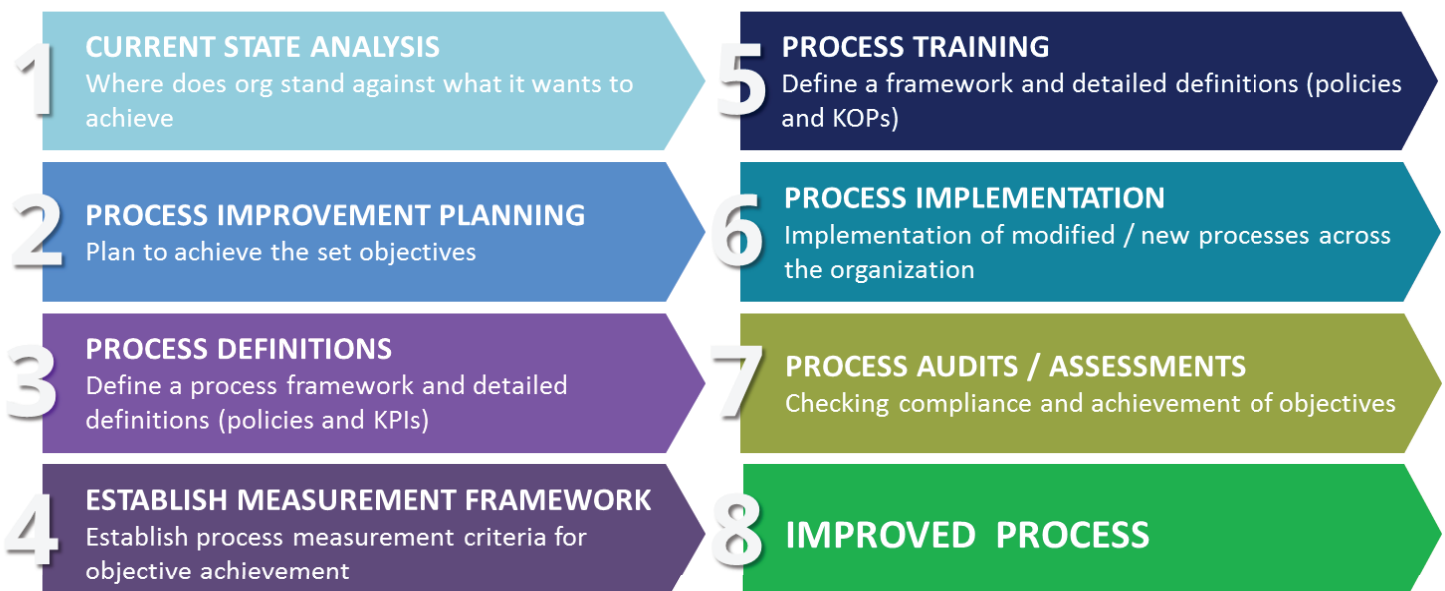 1
CURRENT STATE ANALYSIS
Where does org stand against what it wants to
achieve
2
PROCESS IMPROVEMENT PLANNING
Plan to achieve the set objectives
3
PROCESS DEFINITIONS
Define a process framework and detailed
definitions (policies and KPIs)
4
ESTABLISH MEASUREMENT FRAMEWORK
Establish process measurement criteria for
objective achievement
5
PROCESS TRAINING
Define a framework and detailed definitions (policies
and KOPs)
6
PROCESS IMPLEMENTATION
Implementation of modified / new processes across
the organization
7
PROCESS AUDITS / ASSESSMENTS
Checking compliance and achievement of objectives
8
IMPROVED PROCESS